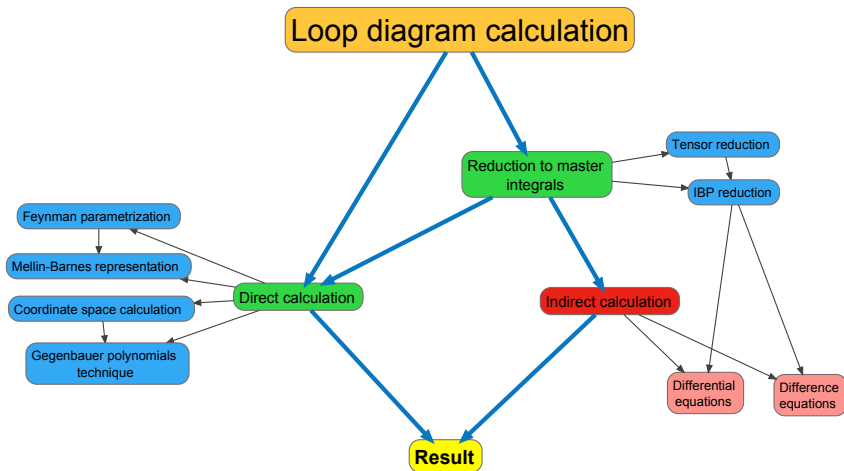 Loop diagram calculation
Tensor reduction
Reduction to master
integrals
IBP reduction
Feynman parametrization
Mellin-Barnes representation
Direct calculation
Indirect calculation
Coordinate space calculation
Gegenbauer polynomials
technique
Differential
equations
Difference
equations
Result